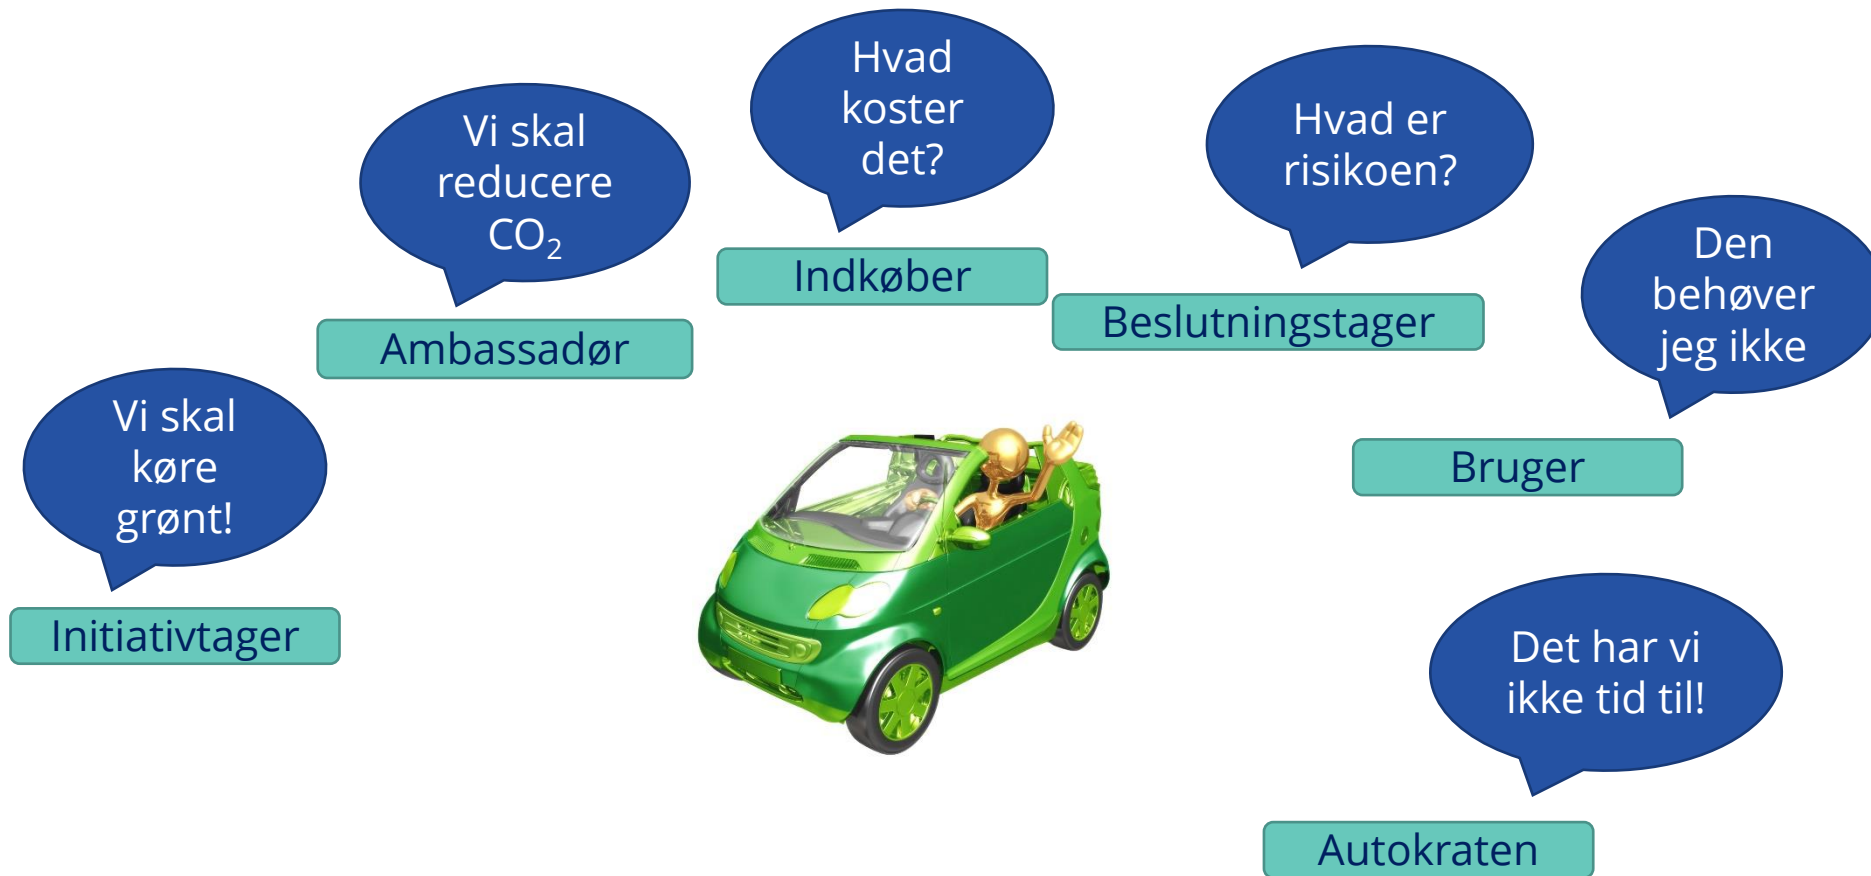 Vi skal
køre
grønt!
Initiativtager
Vi skal
reducere
CO₂
Ambassadør
Hvad
koster
det?
Indkøber
Hvad er
risikoen?
Beslutningstager
Den
behøver
jeg ikke
Bruger
Det har vi
ikke tid til!
Autokraten